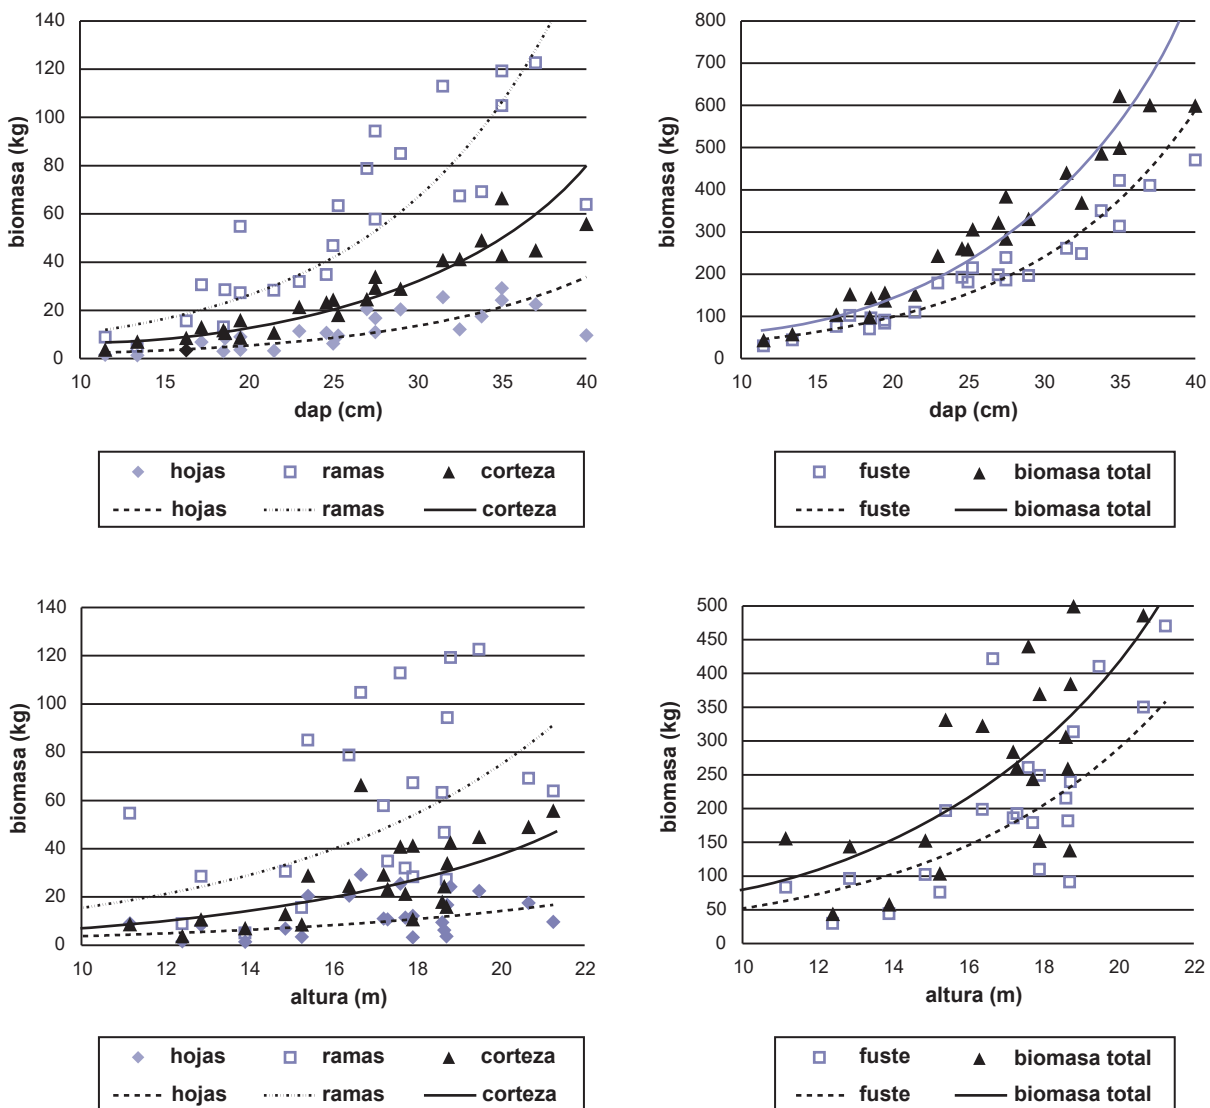 140
120
100
80
60
40
20
0
biomasa (kg)
10 15 20 25 30 35 40
dap (cm)
hojas ramas corteza
hojas ramas corteza
800
700
600
500
400
300
200
100
0
biomasa (kg)
10 15 20 25 30 35 40
dap (cm)
fuste biomasa total
fuste biomasa total
140
120
100
80
60
40
20
0
biomasa (kg)
10 12 14 16 18 20 22
altura (m)
hojas ramas corteza
hojas ramas corteza
500
450
400
350
300
250
200
150
100
50
0
biomasa (kg)
10 12 14 16 18 20 22
altura (m)
fuste biomasa total
fuste biomasa total